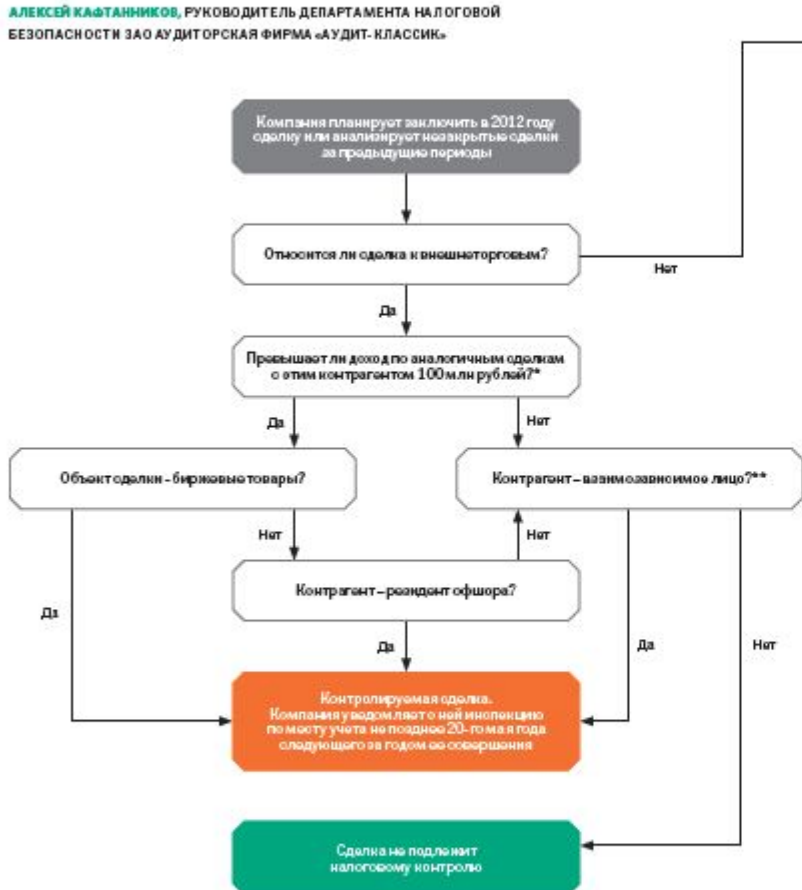 АЛЕКСЕЙ КАФТАННИКОВ, РУКОВОДИТЕЛЬ ДЕПАРТАМЕНТА НАЛОГОВОЙ
БЕЗОПАСНОСТИ ЗАО АУДИТОРСКАЯ ФИРМА «АУДИТ-КЛАССИК»
Компания планирует заключить в 2012 году
сделку или анализирует незакрытые сделки
за предыдущие периоды
Относится ли сделка к внешнеторговым?
Нет
Да
Превышает ли доход по аналогичным сделкам
с этим контрагентом 100 млн рублей?*
Да
Нет
Объект сделки - биржевые товары?
Контрагент – взаимозависимое лицо?**
Нет
Нет
Контрагент – резидент офшора?
Да
Да
Да
Нет
Контролируемая сделка.
Компания уведомляет о ней инспекцию
по месту учета не позднее 20-го мая года
следующего за годом ее совершения
Сделка не подлежит
налоговому контролю